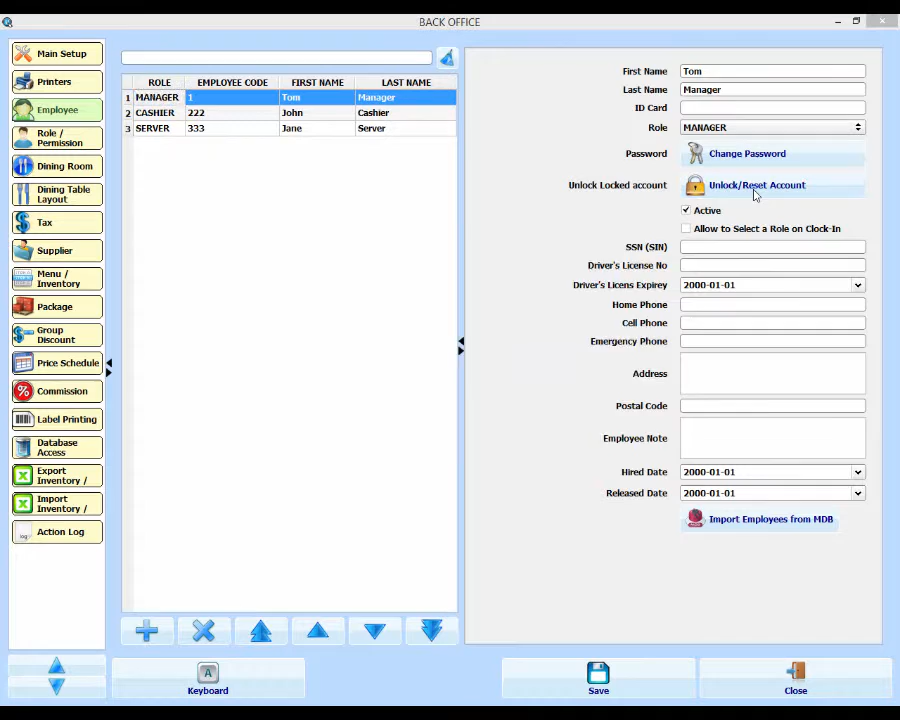 BACK OFFICE
Main Setup
Printers
Employee
Role /
Permission
Dining Room
Dining Table
Layout
Tax
Supplier
Menu /
Inventory
Package
Group
Discount
Price Schedule
Commission
Label Printing
Database
Access
Export
Inventory /
Import
Inventory /
log
Action Log
ROLE EMPLOYEE CODE FIRST NAME LAST NAME
1 MANAGER 1 Tom Manager
2 CASHIER 222 John Cashier
3 SERVER 333 Jane Server
First Name Tom
Last Name Manager
ID Card
Role MANAGER
Password Change Password
Unlock Locked account Unlock/Reset Account
Active
Allow to Select a Role on Clock-In
SSN (SIN)
Driver's License No
Driver's Licens Expirey 2000-01-01
Home Phone
Cell Phone
Emergency Phone
Address
Postal Code
Employee Note
Hired Date 2000-01-01
Released Date 2000-01-01
Import Employees from MDB
A
Keyboard
Save
Close